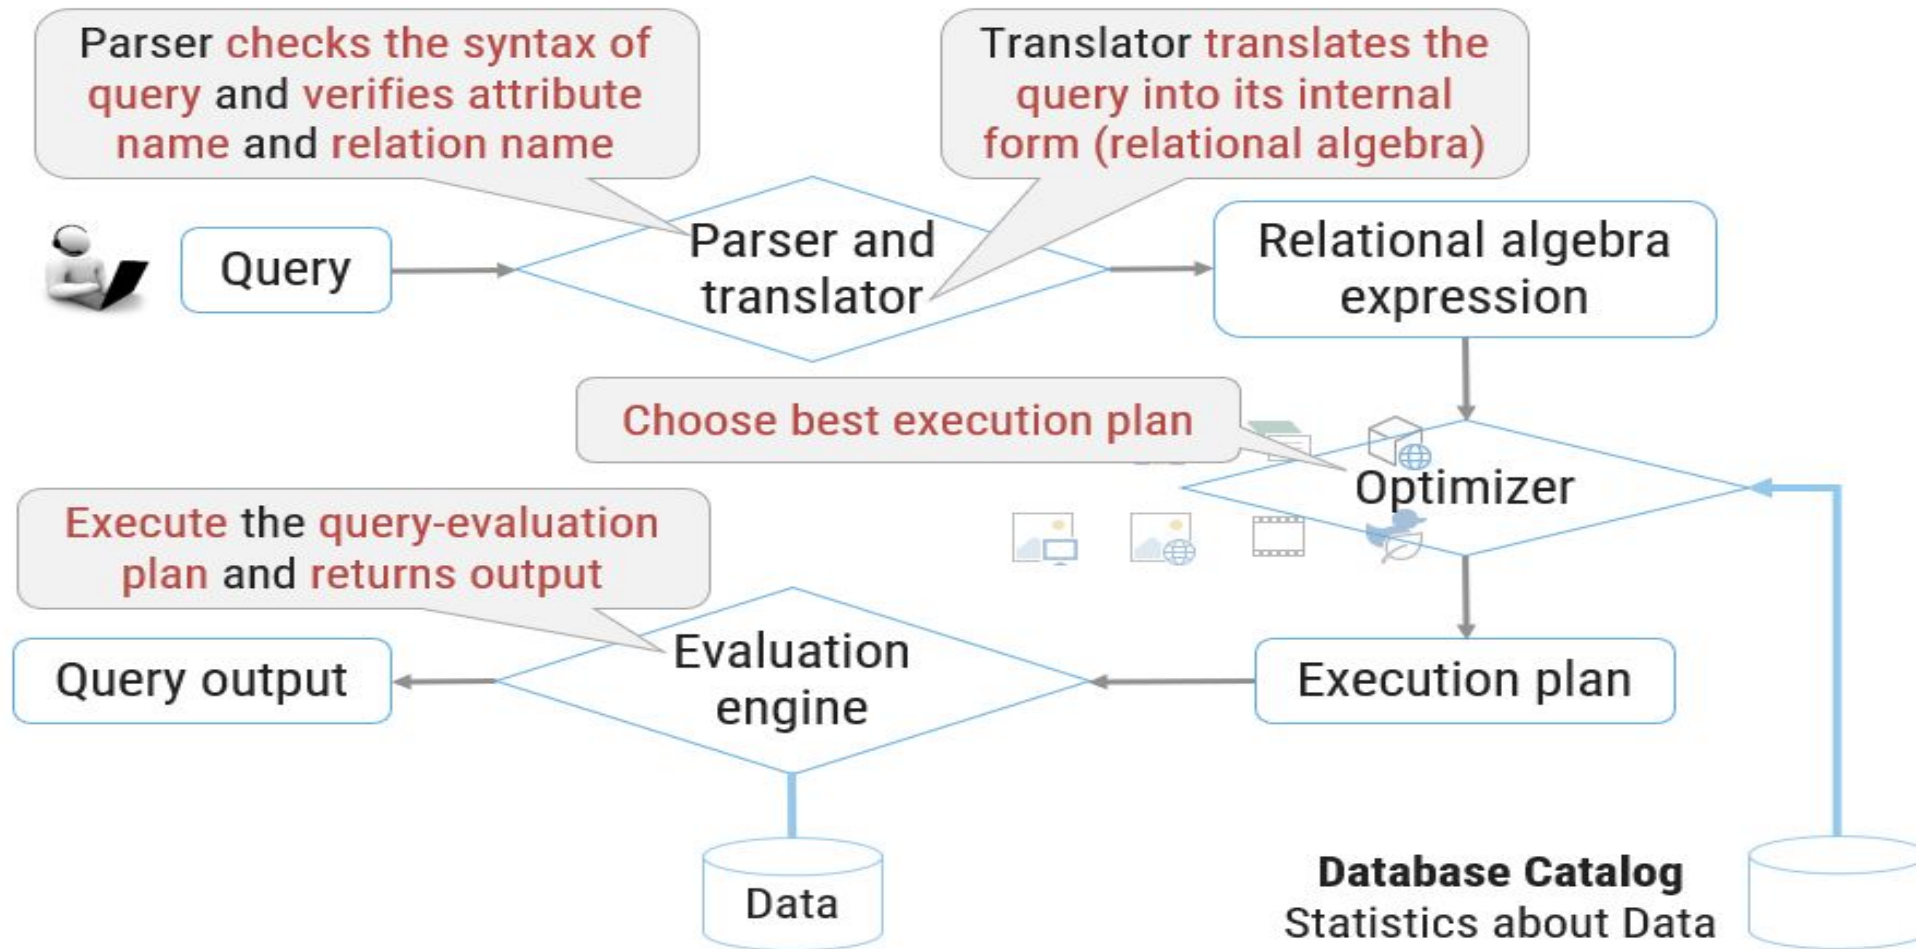 Parser checks the syntax of
query and verifies attribute
name and relation name
Translator translates the
query into its internal
form (relational algebra)
Query
Parser and
translator
Relational algebra
expression
Choose best execution plan
Optimizer
Execute the query-evaluation
plan and returns output
Query output
Evaluation
engine
Execution plan
Data
Database Catalog
Statistics about Data